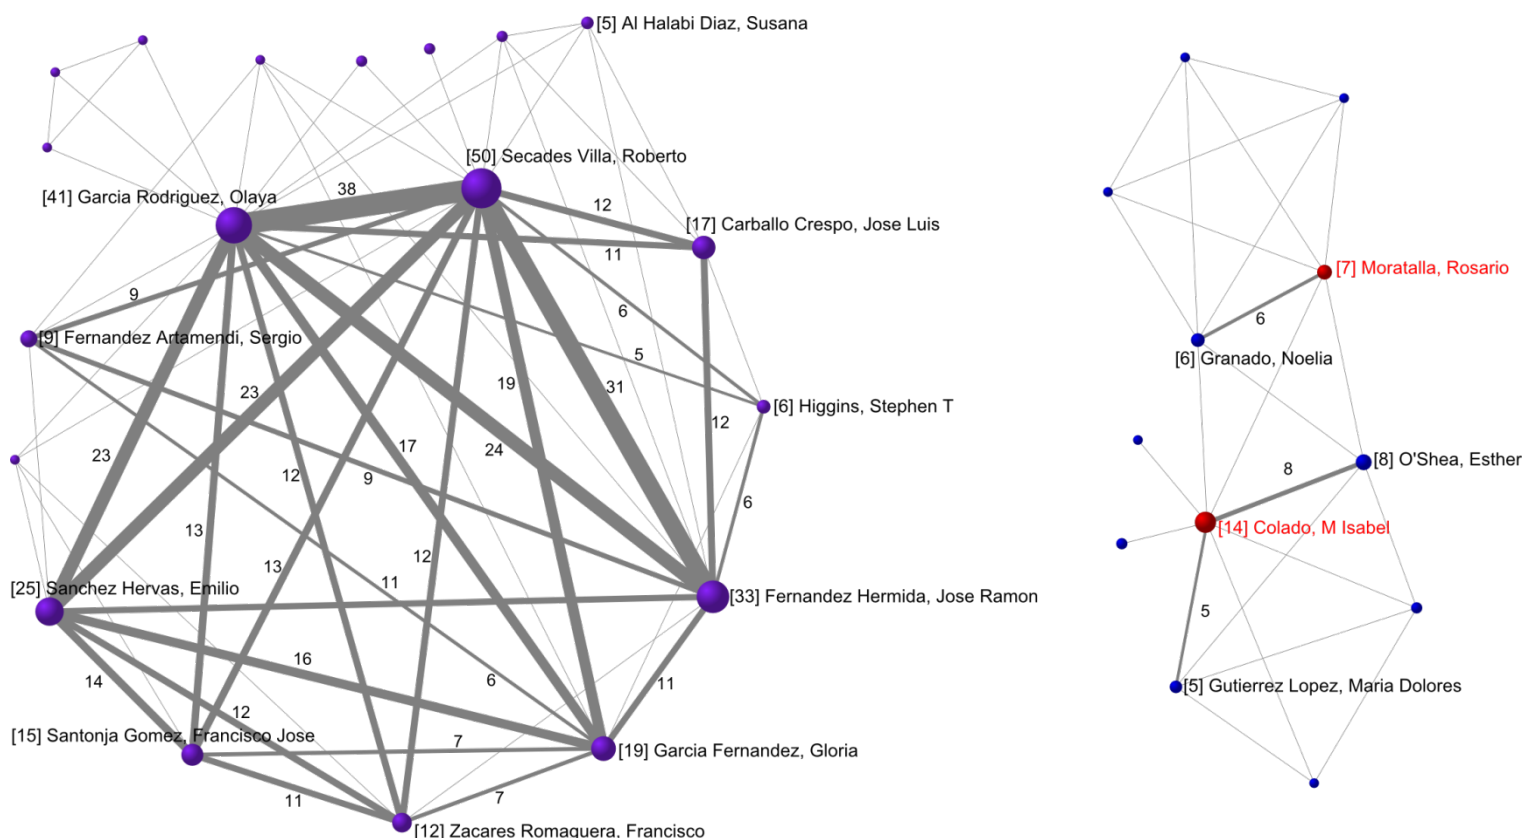 [5] Al Halabi Diaz, Susana
[50] Secades Villa, Roberto
[41] Garcia Rodriguez, Olaya
38
12
[17] Carballo Crespo, Jose Luis
11
9
6
[9] Fernandez Artamendi, Sergio
5
23
19
31
[6] Higgins, Stephen T
12
23
17
24
12
9
6
13
12
13
11
[25] Sanchez Hervas, Emilio
[33] Fernandez Hermida, Jose Ramon
16
14
6
11
12
[15] Santonja Gomez, Francisco Jose
7
[19] Garcia Fernandez, Gloria
11
7
[12] Zacares Romaguera, Francisco
[7] Moratalla, Rosario
6
[6] Granado, Noelia
[8] O'Shea, Esther
8
[14] Colado, M Isabel
5
[5] Gutierrez Lopez, Maria Dolores